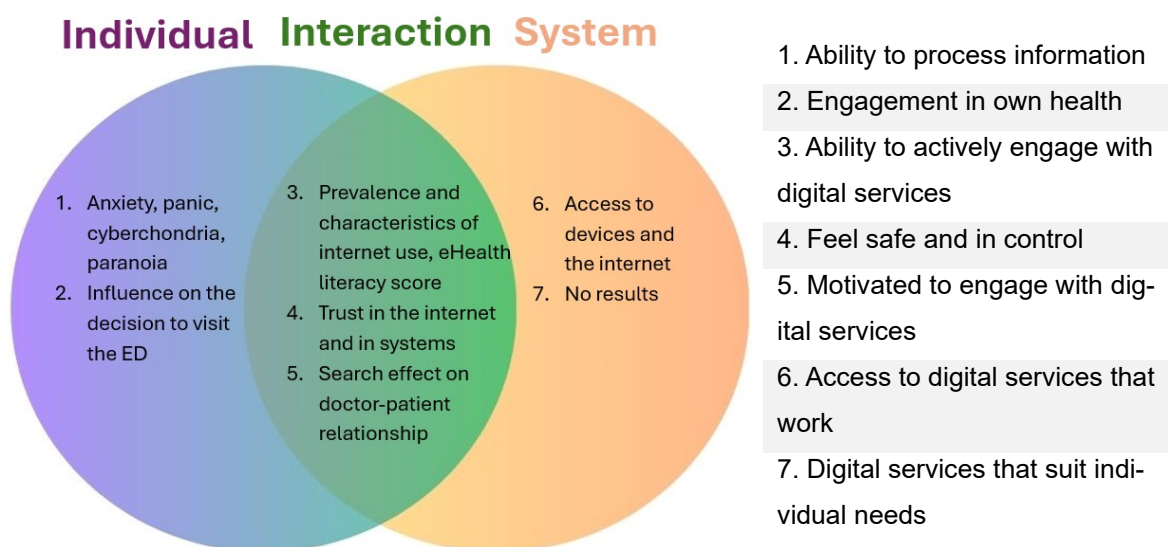 Individual Interaction System
1. Anxiety, panic,
cyberchondria,
paranoia
2. Influence on the
decision to visit
the ED
3. Prevalence and
characteristics of
internet use, eHealth
literacy score
4. Trust in the internet
and in systems
5. Search effect on
doctor-patient
relationship
6. Access to
devices and
the internet
7. No results
1. Ability to process information
2. Engagement in own health
3. Ability to actively engage with
digital services
4. Feel safe and in control
5. Motivated to engage with dig-
ital services
6. Access to digital services that
work
7. Digital services that suit indi-
vidual needs